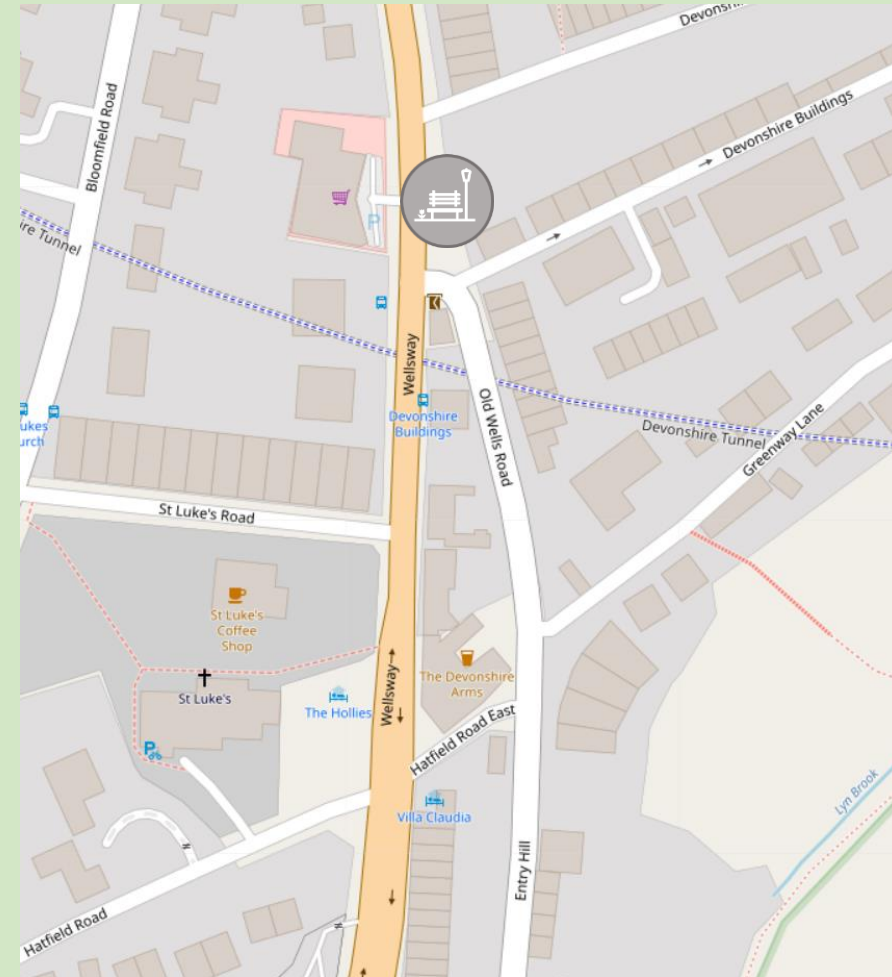 Bloomfield Road
Devonshire Buildings
P
ire Tunnel
Wellsway
Old Wells Road
Devonshire
Buildings
ukes
urch
Devonshire Tunnel
Greenway Lane
St Luke's Road
St Luke's
Coffee
Shop
St Luke's
The Hollies
Wellsway
The Devonshire
Arms
Hatfield Road East
P
Villa Claudia
Lyn Brook
Entry Hill
Hatfield Road